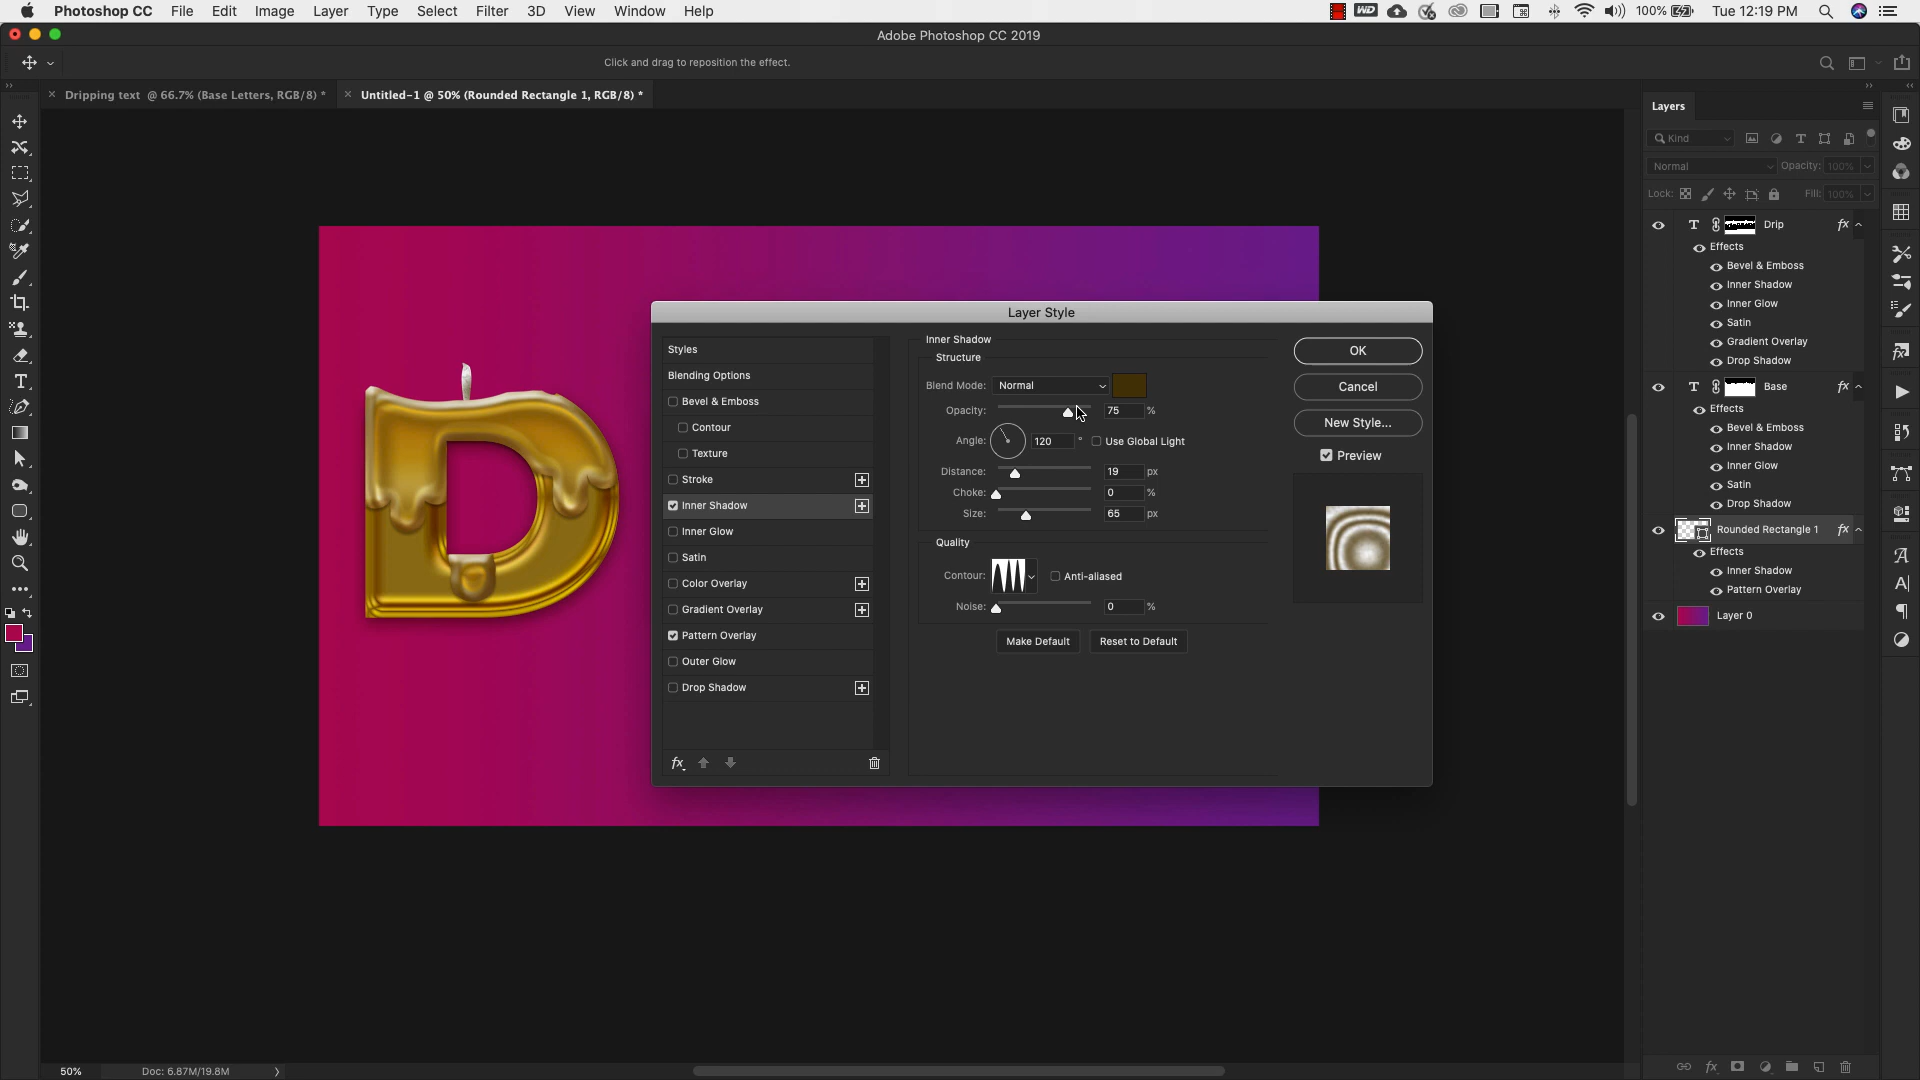 Photoshop CC File Edit Image Layer Type Select Filter 3D View Window Help WD 100% Tue 12:19 PM
Adobe Photoshop CC 2019
Click and drag to reposition the effect.
Dripping text @ 66.7% (Base Letters, RGB/8) *
Untitled-1 @ 50% (Rounded Rectangle 1, RGB/8) *
D
Layer Style
Styles
Blending Options
Bevel & Emboss
Contour
Texture
Stroke
Inner Shadow
Inner Glow
Satin
Color Overlay
Gradient Overlay
Pattern Overlay
Outer Glow
Drop Shadow
fx
Inner Shadow
Structure
Blend Mode: Normal
Opacity: 75 %
Angle: 120 ° Use Global Light
Distance: 19 px
Choke: 0 %
Size: 65 px
Quality
Contour: Anti-aliased
Noise: 0 %
Make Default Reset to Default
OK
Cancel
New Style...
Preview
Layers
Kind
Normal Opacity: 100%
Lock: Fill: 100%
T Drip fx
Effects
Bevel & Emboss
Inner Shadow
Inner Glow
Satin
Gradient Overlay
Drop Shadow
T Base fx
Effects
Bevel & Emboss
Inner Shadow
Inner Glow
Satin
Drop Shadow
Rounded Rectangle 1 fx
Effects
Inner Shadow
Pattern Overlay
Layer 0
50% Doc: 6.87M/19.8M